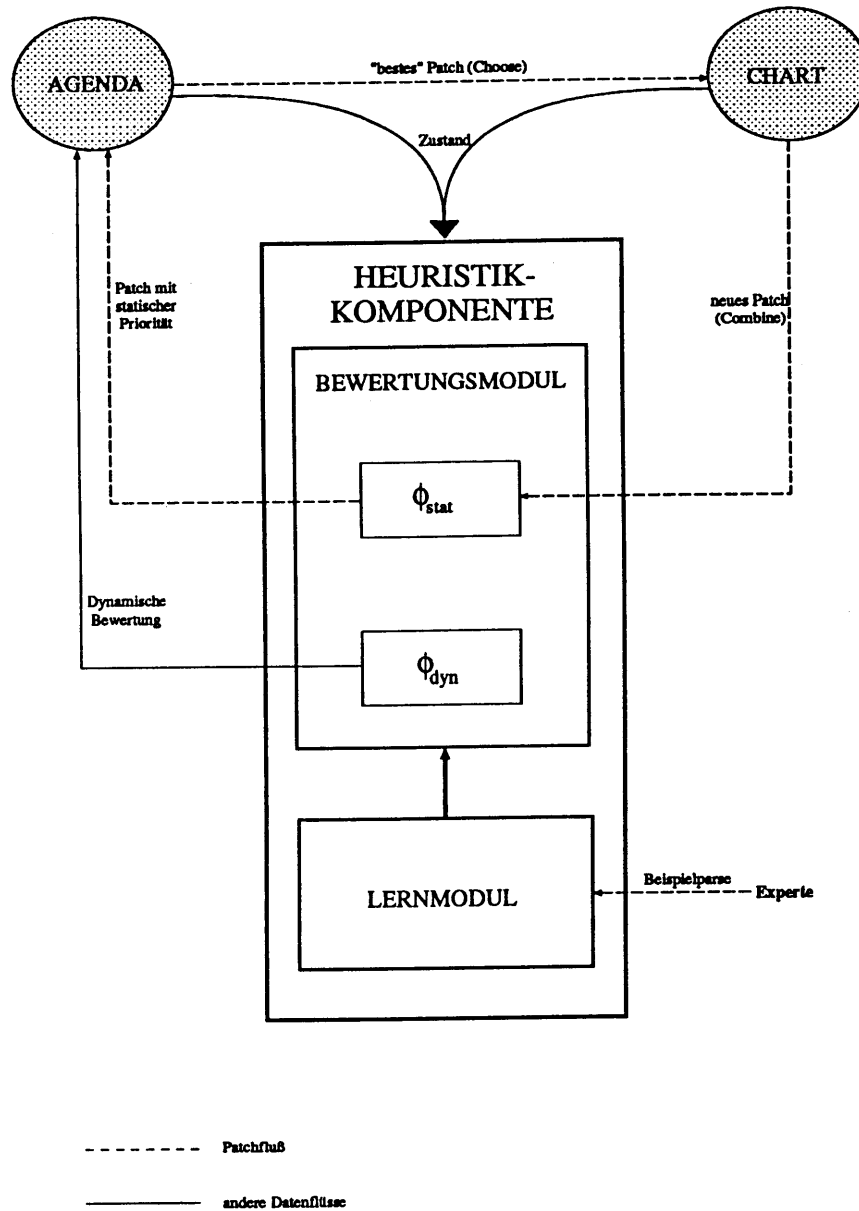 "bestes" Patch (Choose)
AGENDA
CHART
Zustand
HEURISTIK-
KOMPONENTE
Patch mit
statischer
Priorität
neues Patch
(Combine)
BEWERTUNGSMODUL
ϕstat
Dynamische
Bewertung
ϕdyn
LERNMODUL
Beispielparse
Experte
Patchfluß
andere Datenflüsse